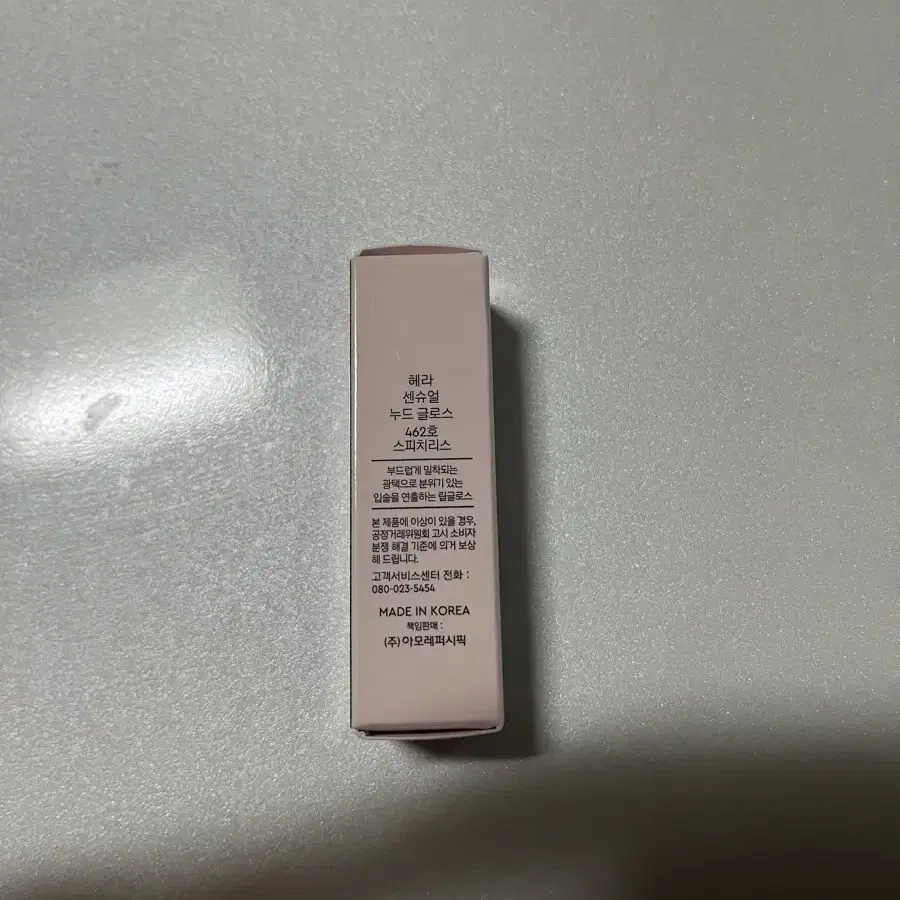 헤라
센슈얼
누드 글로스
462호
스피치리스
부드럽게 밀착되는
광택으로 분위기 있는
입술을 연출하는 립글로스
본 제품에 이상이 있을 경우,
공정거래위원회 고시 소비자
분쟁 해결 기준에 의거 보상
해 드립니다.
고객서비스센터 전화 :
080-023-5454
MADE IN KOREA
책임판매 :
(주)아모레퍼시픽